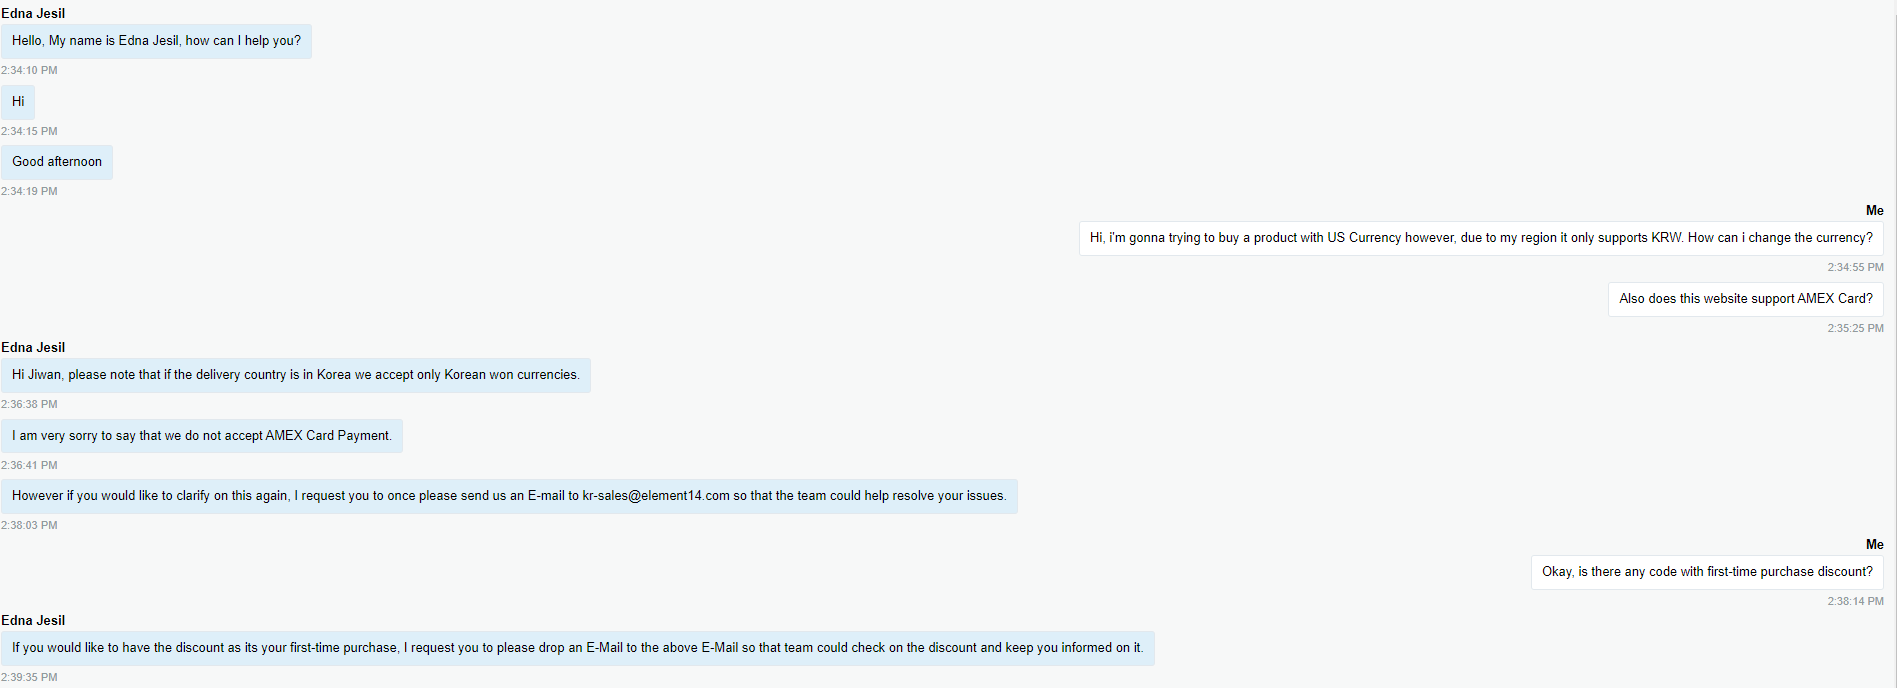 Edna Jesil
Hello, My name is Edna Jesil, how can I help you?
2:34:10 PM
Hi
2:34:15 PM
Good afternoon
2:34:19 PM
Me
Hi, i'm gonna trying to buy a product with US Currency however, due to my region it only supports KRW. How can i change the currency?
2:34:55 PM
Also does this website support AMEX Card?
2:35:25 PM
Edna Jesil
Hi Jiwan, please note that if the delivery country is in Korea we accept only Korean won currencies.
2:36:38 PM
I am very sorry to say that we do not accept AMEX Card Payment.
2:36:41 PM
However if you would like to clarify on this again, I request you to once please send us an E-mail to kr-sales@element14.com so that the team could help resolve your issues.
2:38:03 PM
Me
Okay, is there any code with first-time purchase discount?
2:38:14 PM
Edna Jesil
If you would like to have the discount as its your first-time purchase, I request you to please drop an E-Mail to the above E-Mail so that team could check on the discount and keep you informed on it.
2:39:35 PM